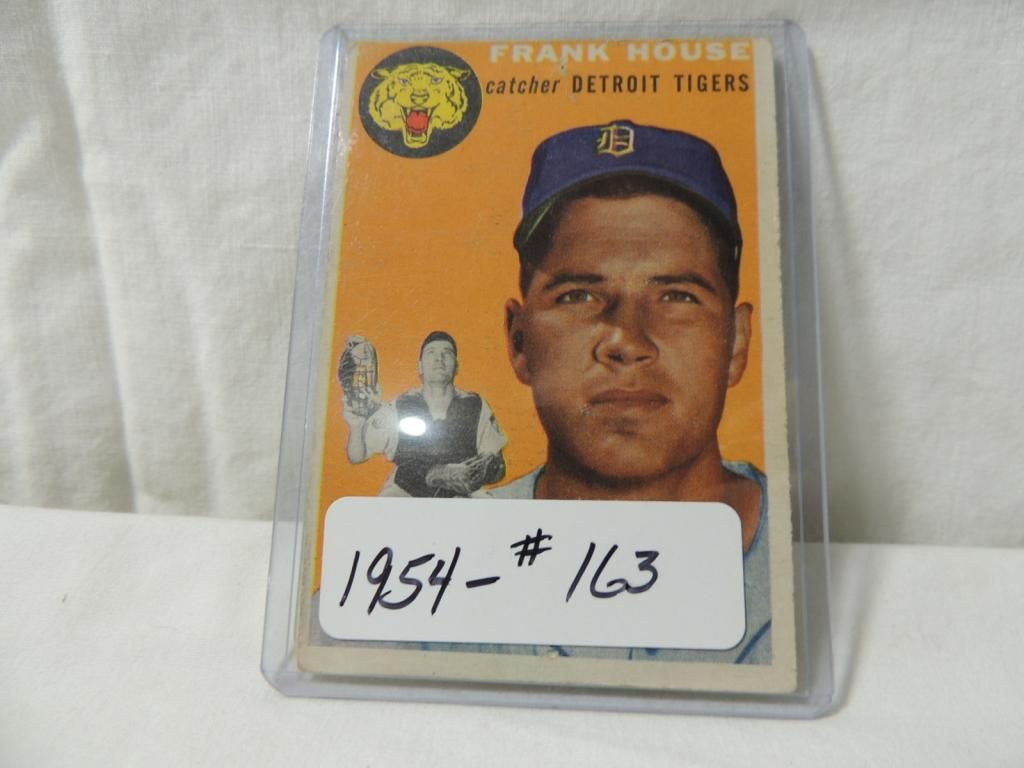 FRANK HOUSE
catcher DETROIT TIGERS
D
1954 - # 163